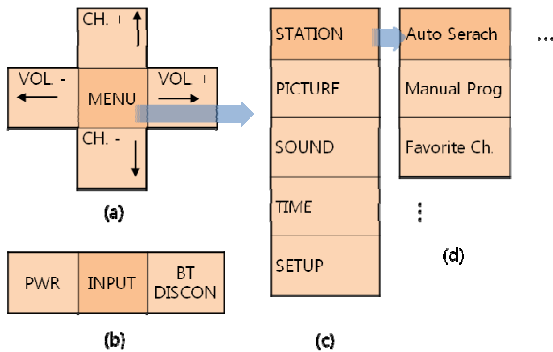 CH. +
VOL. -
MENU
VOL +
CH. -
(a)
PWR
INPUT
BT
DISCON
(b)
STATION
PICTURE
SOUND
TIME
SETUP
(c)
Auto Serach
...
Manual Prog
Favorite Ch.
(d)